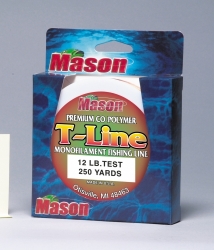 Mason
Mason
PREMIUM CO-POLYMER
T-Line
MONOFILAMENT FISHING LINE
12 LB. TEST
250 YARDS
Otisville, MI 48463
Mason